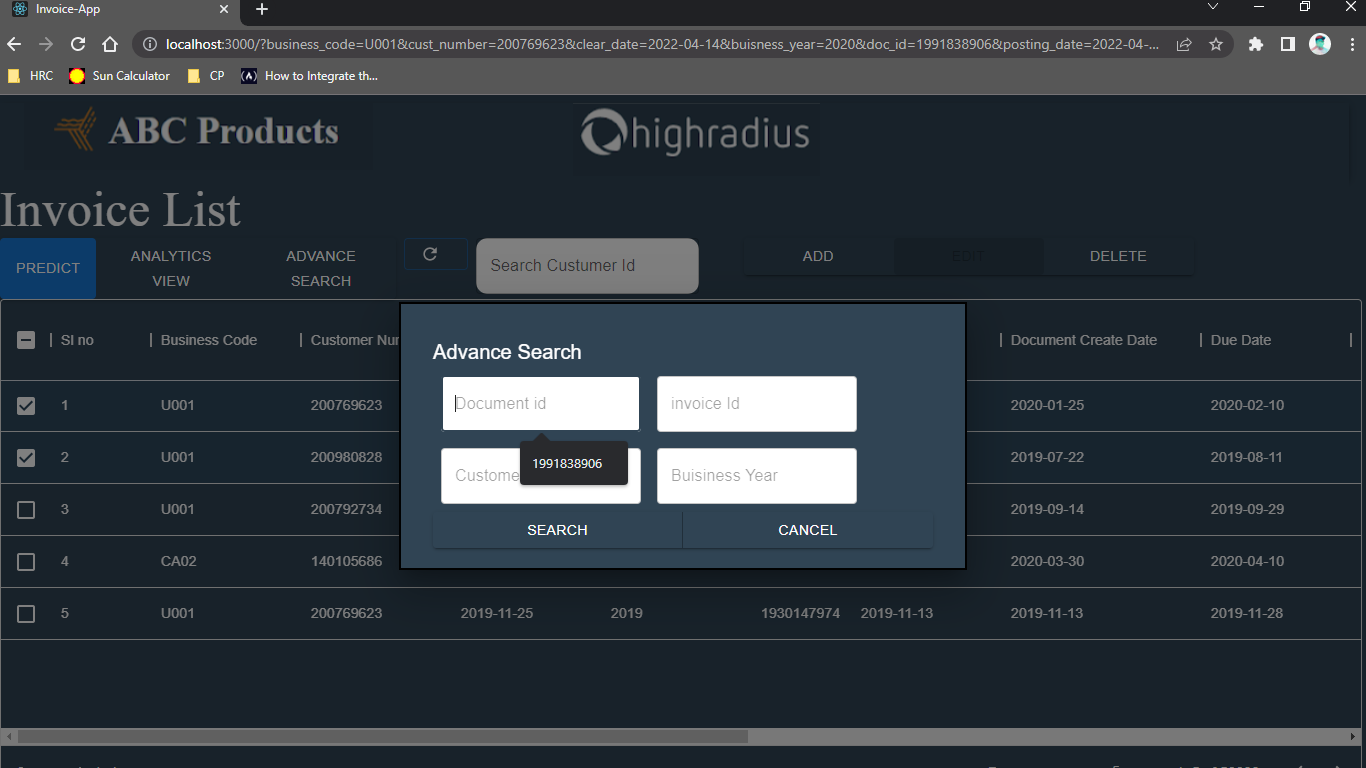 Invoice-App
localhost:3000/?business_code=U001&cust_number=200769623&clear_date=2022-04-14&buisness_year=2020&doc_id=1991838906&posting_date=2022-04-...
HRC Sun Calculator CP How to Integrate th...
ABC Products highradius
Invoice List
PREDICT ANALYTICS VIEW ADVANCE SEARCH Search Custumer Id ADD EDIT DELETE
Sl no Business Code Customer Nu Document Create Date Due Date
Advance Search
Document id invoice Id
1991838906
Custome Buisiness Year
SEARCH CANCEL
1 U001 200769623 2020-01-25 2020-02-10
2 U001 200980828 2019-07-22 2019-08-11
3 U001 200792734 2019-09-14 2019-09-29
4 CA02 140105686 2020-03-30 2020-04-10
5 U001 200769623 2019-11-25 2019 1930147974 2019-11-13 2019-11-13 2019-11-28